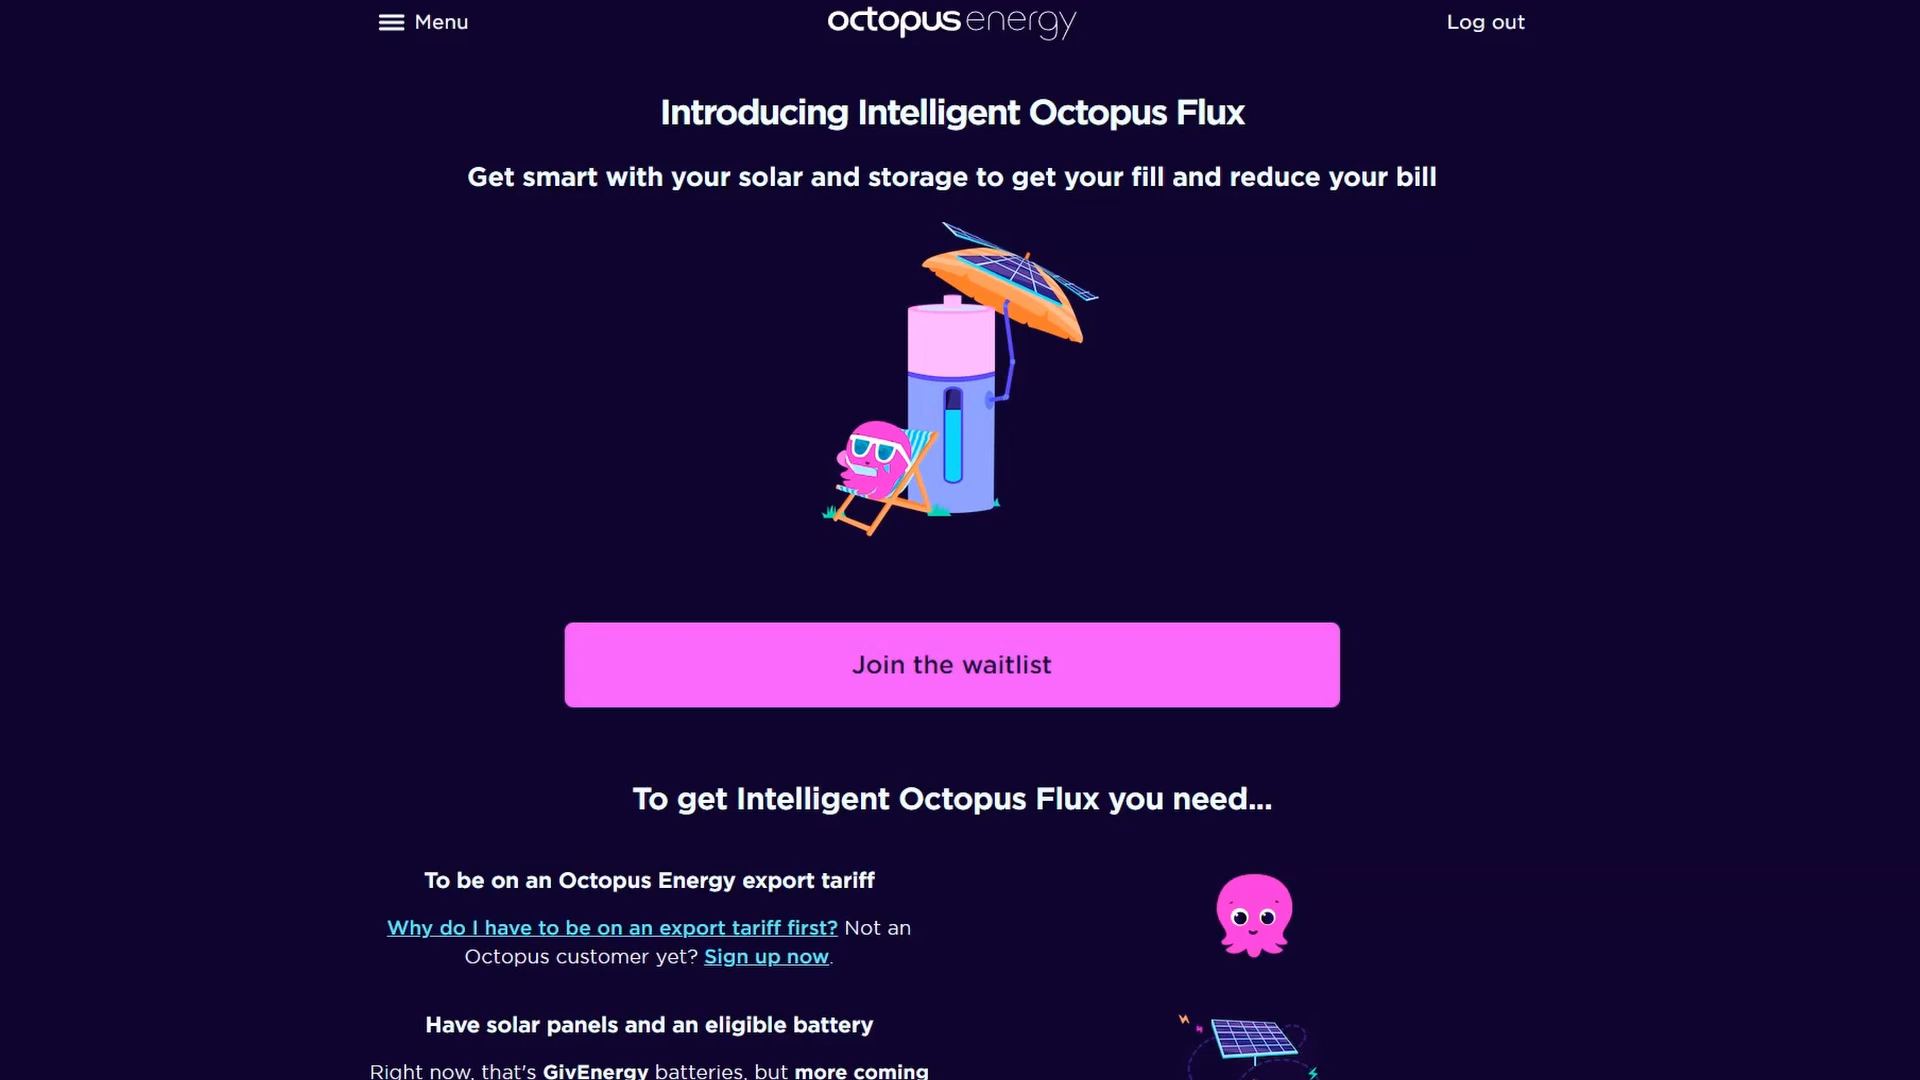 Menu
octopusenergy
Log out
Introducing Intelligent Octopus Flux
Get smart with your solar and storage to get your fill and reduce your bill
Join the waitlist
To get Intelligent Octopus Flux you need...
To be on an Octopus Energy export tariff
Why do I have to be on an export tariff first? Not an
Octopus customer yet? Sign up now.
Have solar panels and an eligible battery
Right now, that's GivEnergy batteries, but more coming